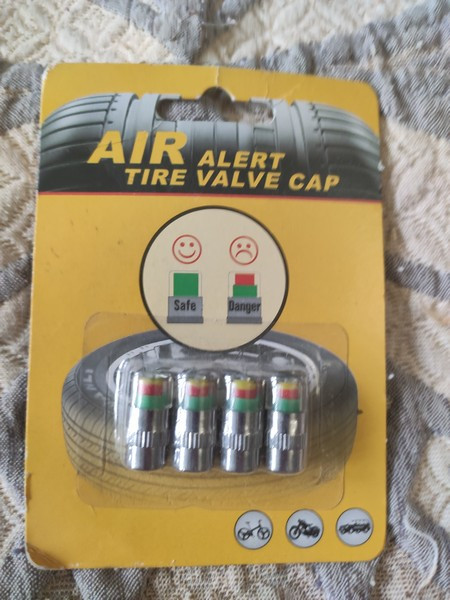 AIR ALERT
TIRE VALVE CAP
Safe Danger